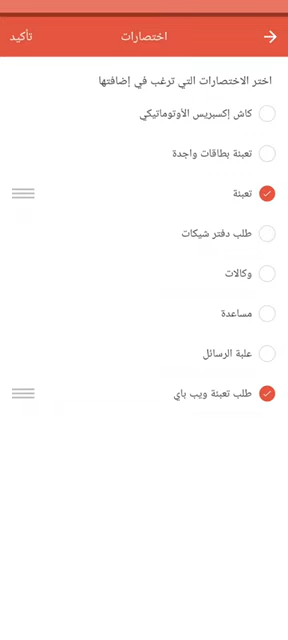 اختصارات
تأكيد
اختر الاختصارات التي ترغب في إضافتها
كاش إكسبريس الأوتوماتيكي
تعبئة بطاقات واجدة
تعبئة
طلب دفتر شيكات
وكالات
مساعدة
علبة الرسائل
طلب تعبئة ويب باي